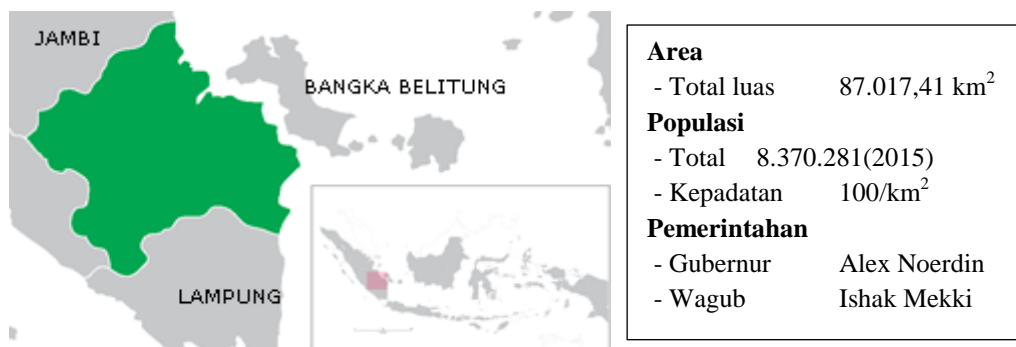 JAMBI
BANGKA BELITUNG
LAMPUNG
Area
- Total luas 87.017,41 km²
Populasi
- Total 8.370.281(2015)
- Kepadatan 100/km²
Pemerintahan
- Gubernur Alex Noerdin
- Wagub Ishak Mekki